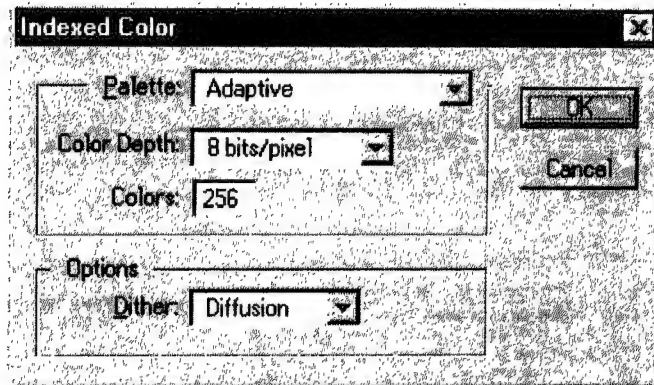 Indexed Color
Palette: Adaptive
OK
Color Depth: 8 bits/pixel
Cancel
Colors: 256
Options
Dither: Diffusion